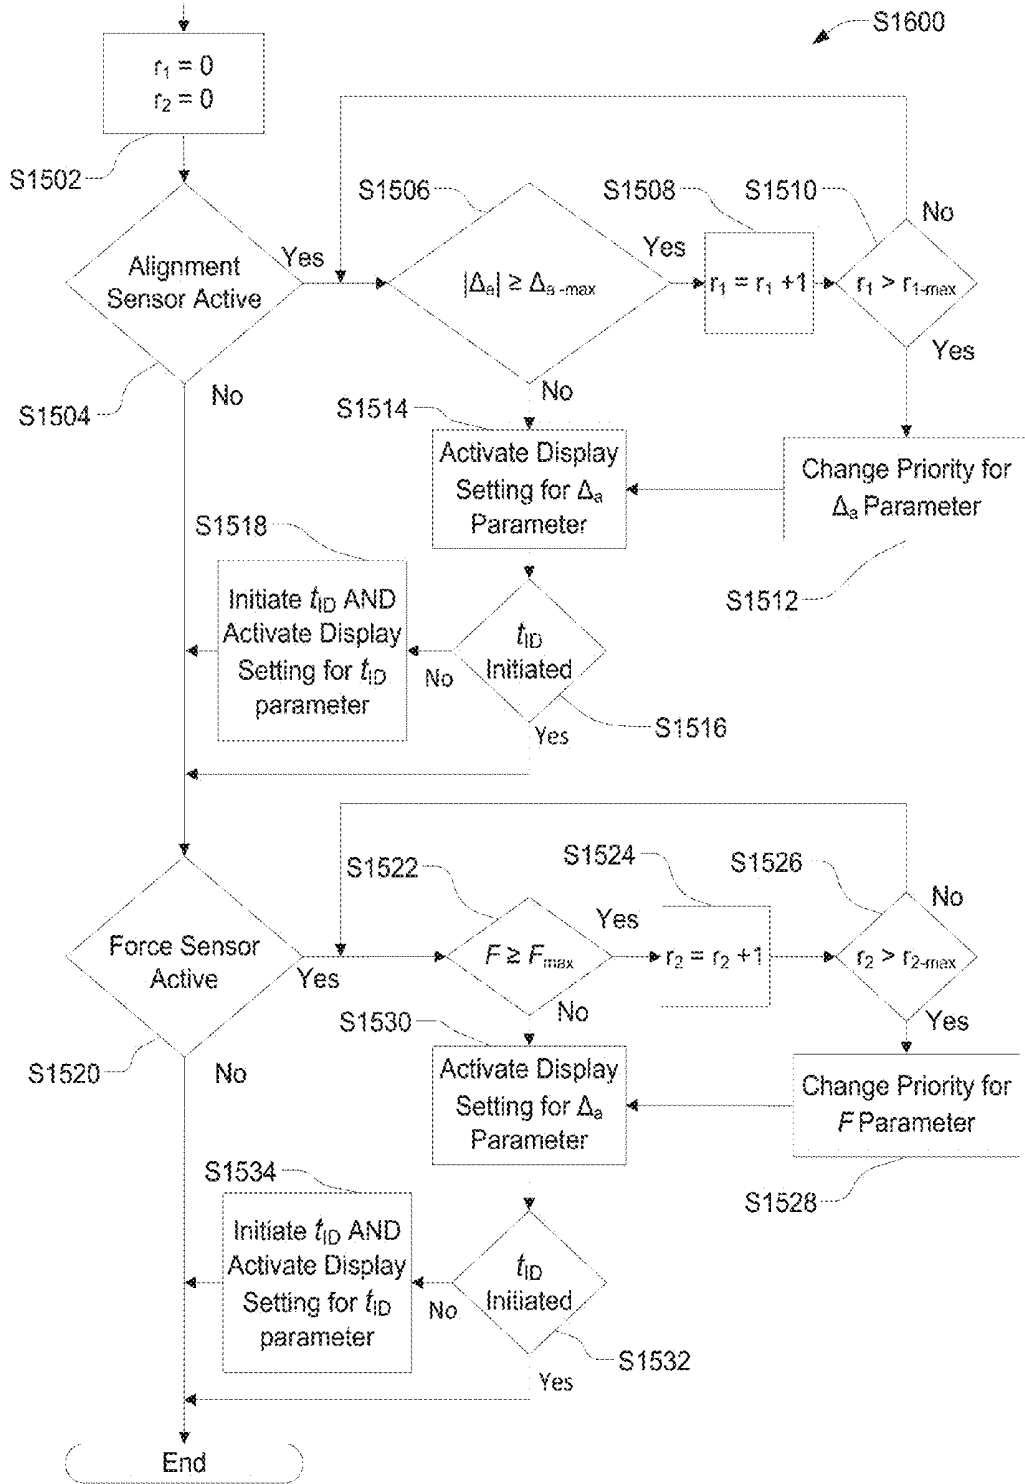 S1600
r₁ = 0
r₂ = 0
S1502
Alignment
Sensor Active
Yes
No
S1504
S1506
|Δₐ| ≥ Δₐ₋max
Yes
No
S1508
r₁ = r₁ +1
S1510
r₁ > r₁₋max
No
Yes
S1514
Activate Display
Setting for Δₐ
Parameter
Change Priority for
Δₐ Parameter
S1512
S1518
Initiate tID AND
Activate Display
Setting for tID
parameter
No
tID
Initiated
S1516
Yes
Force Sensor
Active
Yes
No
S1520
S1522
F ≥ Fmax
Yes
No
S1524
r₂ = r₂ +1
S1526
r₂ > r₂₋max
No
Yes
S1530
Activate Display
Setting for Δₐ
Parameter
Change Priority for
F Parameter
S1528
S1534
Initiate tID AND
Activate Display
Setting for tID
parameter
No
tID
Initiated
S1532
Yes
End